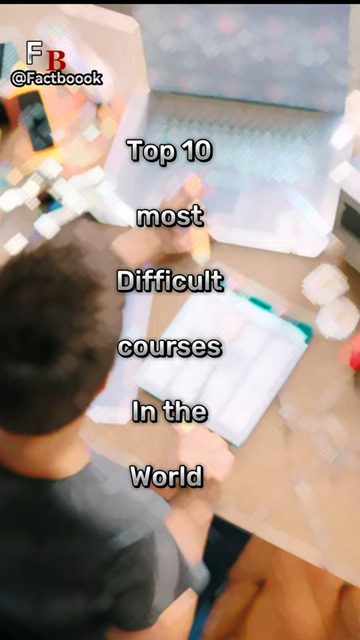 F B
@Factboook
Top 10
most
Difficult
courses
In the
World